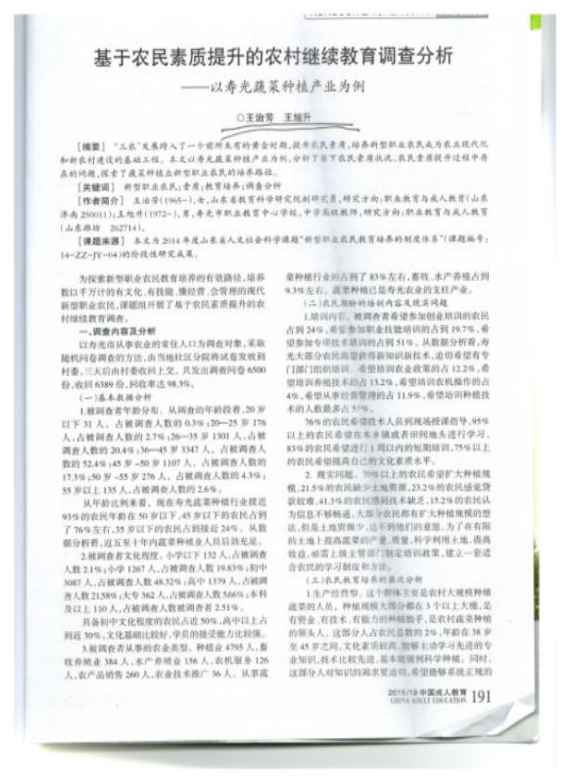 基于农民素质提升的农村继续教育调查分析
——以寿光蔬菜种植产业为例
○王治芳 王旭升
[摘要] “三农”发展跨入了一个前所未有的黄金时期,提升农民素质,培养新型职业农民成为农业现代化
和新农村建设的基础工程。本文以寿光蔬菜种植产业为例,分析了当下农民素质状况、农民素质提升过程中存
在的问题,探索了蔬菜种植业新型职业农民的培养路径。
[关键词] 新型职业农民;素质;教育培养;调查分析
[作者简介] 王治芳(1965-),女,山东省教育科学研究院副研究员,研究方向:职业教育与成人教育(山东
济南 250011);王旭升(1972-),男,寿光市职业教育中心学校,中学高级教师,研究方向:职业教育与成人教育
(山东潍坊 262714)。
[课题来源] 本文为2014年度山东省人文社会科学课题“新型职业农民教育培养的制度体系”(课题编号:
14-ZZ-JY-04)的阶段性研究成果。
为探索新型职业农民教育培养的有效路径,培养
数以千万计的有文化、有技能、懂经营、会管理的现代
新型职业农民,课题组开展了基于农民素质提升的农
村继续教育调查。
一、调查内容及分析
以寿光市从事农业的常住人口为调查对象,采取
随机问卷调查的方法,由当地社区分院将试卷发放到
村委,三天后由村委收回上交。共发出调查问卷6500
份,收回6389份,回收率达98.3%。
(一)基本数据分析
1.被调查者年龄分布。从调查的年龄段看,20岁
以下31人,占被调查人数的0.3%;20—25岁176
人,占被调查人数的2.7%;26—35岁1301人,占被
调查人数的20.4%;36—45岁3347人,占被调查人
数的52.4%;45岁-50岁1107人,占被调查人数的
17.3%;50岁-55岁276人,占被调查人数的4.3%;
55岁以上135人,占被调查人数的2.6%。
从年龄比例来看,现在寿光蔬菜种植行业接近
93%的农民年龄在50岁以下,45岁以下的农民占到
了76%左右,35岁以下的农民占到接近24%。从数
据分析看,近五至十年内蔬菜种植业人员后劲充足。
2.被调查者文化程度。小学以下132人,占被调查
人数2.1%;小学1267人,占被调查人数19.83%;初中
3087人,占被调查人数48.32%;高中1379人,占被调
查人数21.58%;大专362人,占被调查人数5.66%;本科
及以上110人,占被调查人数被调查者2.51%。
具备初中文化程度的农民占近50%,高中以上占
到近30%,文化基础比较好,学员的接受能力比较强。
3.被调查者从事的农业类型。种植业4795人,畜
牧养殖业384人,水产养殖业156人,农机服务126
人,农产品销售260人,农业技术推广36人。从事蔬
菜种植行业的占到了83%左右,畜牧、水产养殖占到
9.3%左右。蔬菜种植已是寿光农业的支柱产业。
(二)农民期盼的培训内容及现实问题
1.培训内容。被调查者希望参加创业培训的农民
占到24%,希望参加职业技能培训的占到19.7%,希
望参加专项技术培训的占到51%。从数据分析看,寿
光大部分农民渴望获得新知识新技术,迫切希望有专
门部门组织培训。希望培训农业政策的占12.2%,希
望培训养殖技术的占13.2%,希望培训农机操作的占
4%,希望从事经营管理的占11.9%,希望培训种植技
术的人数最多占
76%的农民希望技术人员到现场授课指导,95%
以上的农民希望在本乡镇或者田间地头进行学习,
83%的农民希望进行1周以内的短期培训,75%以上
的农民希望提高自己的文化素质水平。
2.现实问题。70%以上的农民希望扩大种植规
模,21.5%的农民缺少土地资源,23.2%的农民感觉贷
款较难,41.3%的农民感到技术缺乏,15.2%的农民认
为信息不够畅通。大部分农民都有扩大种植规模的想
法,但是土地资源少,达不到他们的意愿。为了在有限
的土地上提高蔬菜的产量、质量,科学利用土地,提高
效益,亟需上级主管部门制定培训政策,建立一套适
合农民的学习制度和方法。
(三)农民教育培养的层次分析
1.生产经营型。这个群体主要是农村大规模种植
蔬菜的人员。种植规模大部分都在3个以上大棚,是
有资金、有技术、有能力的种植能手,是农村蔬菜种植
的领头人。这部分人占农民总数的2%,年龄在38岁
至45岁之间,文化素质较高,能够主动学习先进的专
业知识,技术比较先进,基本能做到科学种植。同时,
这部分人对知识的渴求更迫切,希望能够系统正规的
2015/19 中国成人教育
CHINA ADULT EDUCATION 191